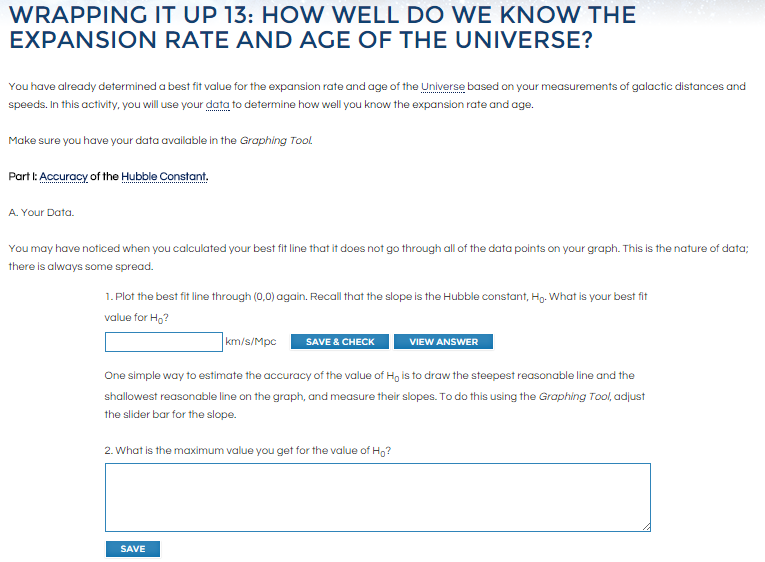 WRAPPING IT UP 13: HOW WELL DO WE KNOW THE
EXPANSION RATE AND AGE OF THE UNIVERSE?
You have already determined a best fit value for the expansion rate and age of the Universe based on your measurements of galactic distances and
speeds. In this activity, you will use your data to determine how well you know the expansion rate and age.
Make sure you have your data available in the Graphing Tool.
Part I: Accuracy of the Hubble Constant.
A. Your Data.
You may have noticed when you calculated your best fit line that it does not go through all of the data points on your graph. This is the nature of data;
there is always some spread.
1. Plot the best fit line through (0,0) again. Recall that the slope is the Hubble constant, H₀. What is your best fit
value for H₀?
km/s/Mpc SAVE & CHECK VIEW ANSWER
One simple way to estimate the accuracy of the value of H₀ is to draw the steepest reasonable line and the
shallowest reasonable line on the graph, and measure their slopes. To do this using the Graphing Tool, adjust
the slider bar for the slope.
2. What is the maximum value you get for the value of H₀?
SAVE